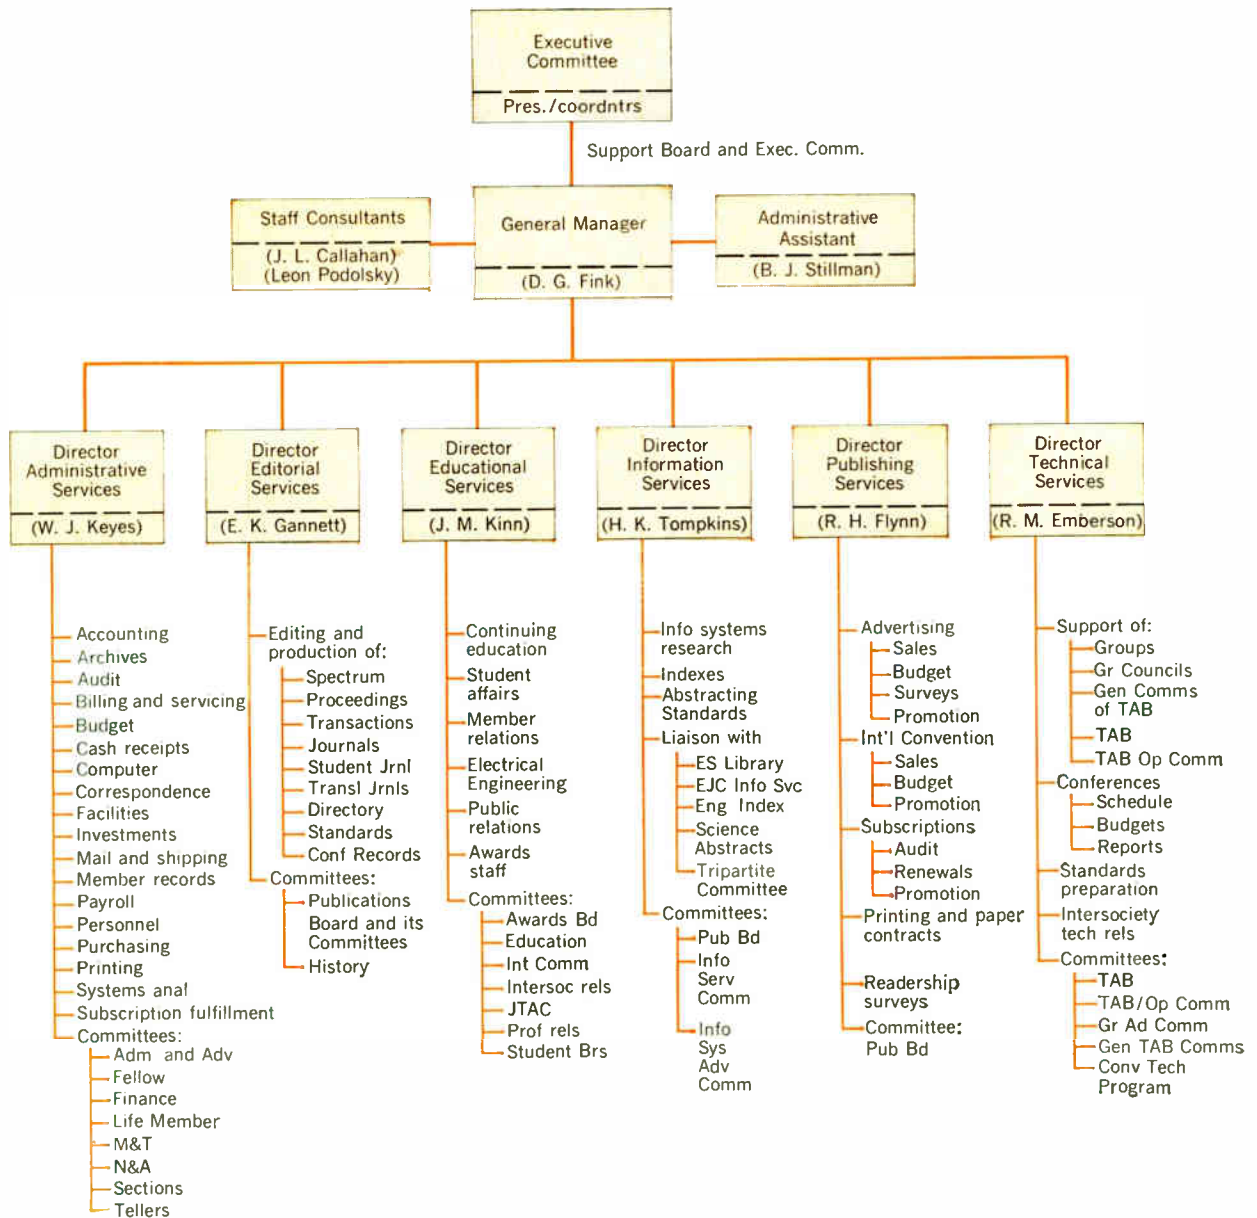 Executive
Committee
Pres./coordntrs
Support Board and Exec. Comm.
Staff Consultants
(J. L. Callahan)
(Leon Podolsky)
General Manager
(D. G. Fink)
Administrative
Assistant
(B. J. Stillman)
Director
Administrative
Services
(W. J. Keyes)
Accounting
Archives
Audit
Billing and servicing
Budget
Cash receipts
Computer
Correspondence
Facilities
Investments
Mail and shipping
Member records
Payroll
Personnel
Purchasing
Printing
Systems anal
Subscription fulfillment
Committees:
Adm and Adv
Fellow
Finance
Life Member
M&T
N&A
Sections
Tellers
Director
Editorial
Services
(E. K. Gannett)
Editing and
production of:
Spectrum
Proceedings
Transactions
Journals
Student Jrnl
Transl Jrnls
Directory
Standards
Conf Records
Committees:
Publications
Board and its
Committees
History
Director
Educational
Services
(J. M. Kinn)
Continuing
education
Student
affairs
Member
relations
Electrical
Engineering
Public
relations
Awards
staff
Committees:
Awards Bd
Education
Int Comm
Intersoc rels
JTAC
Prof rels
Student Brs
Director
Information
Services
(H. K. Tompkins)
Info systems
research
Indexes
Abstracting
Standards
Liaison with
ES Library
EJC Info Svc
Eng Index
Science
Abstracts
Tripartite
Committee
Committees:
Pub Bd
Info
Serv
Comm
Info
Sys
Adv
Comm
Director
Publishing
Services
(R. H. Flynn)
Advertising
Sales
Budget
Surveys
Promotion
Int'l Convention
Sales
Budget
Promotion
Subscriptions
Audit
Renewals
Promotion
Printing and paper
contracts
Readership
surveys
Committee:
Pub Bd
Director
Technical
Services
(R. M. Emberson)
Support of:
Groups
Gr Councils
Gen Comms
of TAB
TAB
TAB Op Comm
Conferences
Schedule
Budgets
Reports
Standards
preparation
Intersociety
tech rels
Committees:
TAB
TAB/Op Comm
Gr Ad Comm
Gen TAB Comms
Conv Tech
Program